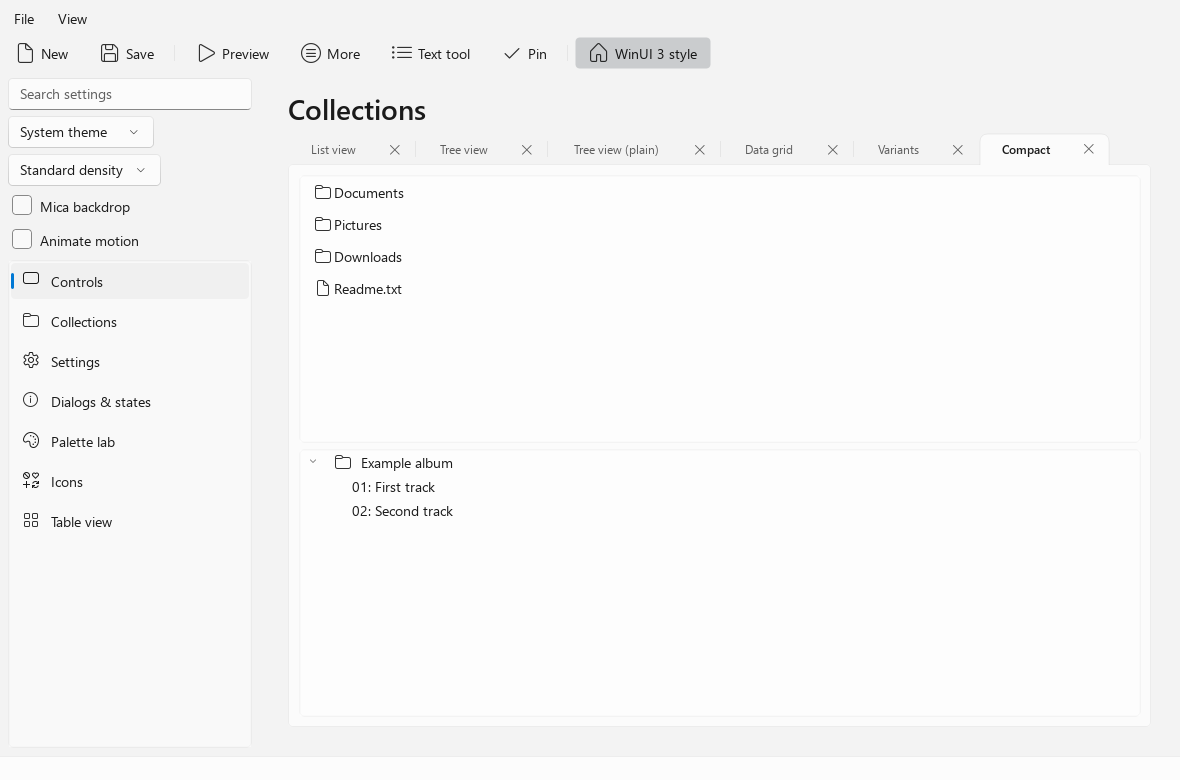 File View
New Save Preview More Text tool Pin WinUI 3 style
Search settings
System theme
Standard density
Mica backdrop
Animate motion
Controls
Collections
Settings
Dialogs & states
Palette lab
Icons
Table view
Collections
List view Tree view Tree view (plain) Data grid Variants Compact
Documents
Pictures
Downloads
Readme.txt
Example album
01: First track
02: Second track